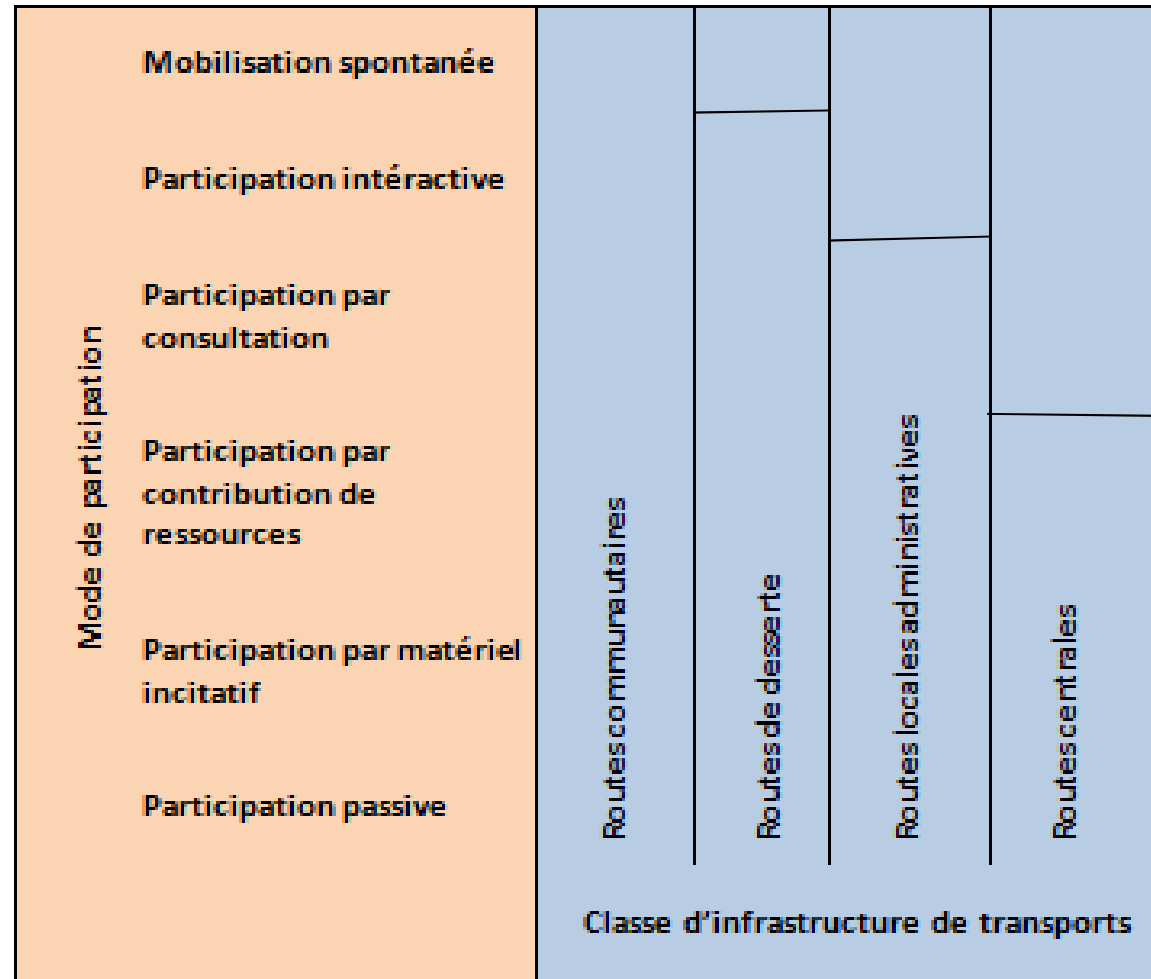 Mobilisation spontanée
Participation intéractive
Participation par
consultation
Participation par
contribution de
ressources
Participation par matériel
incitatif
Participation passive
Mode de participation
Routes communautaires
Routes de desserte
Routes locales administratives
Routes centrales
Classe d'infrastructure de transports